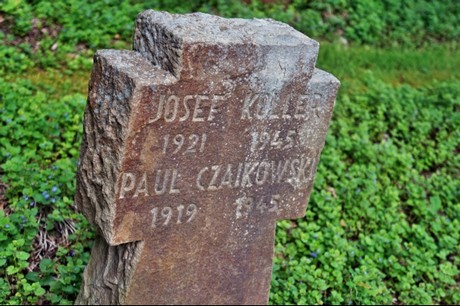 JOSEF KOLLER
1921 1945
PAUL CZAIKOWSKI
1919 1945